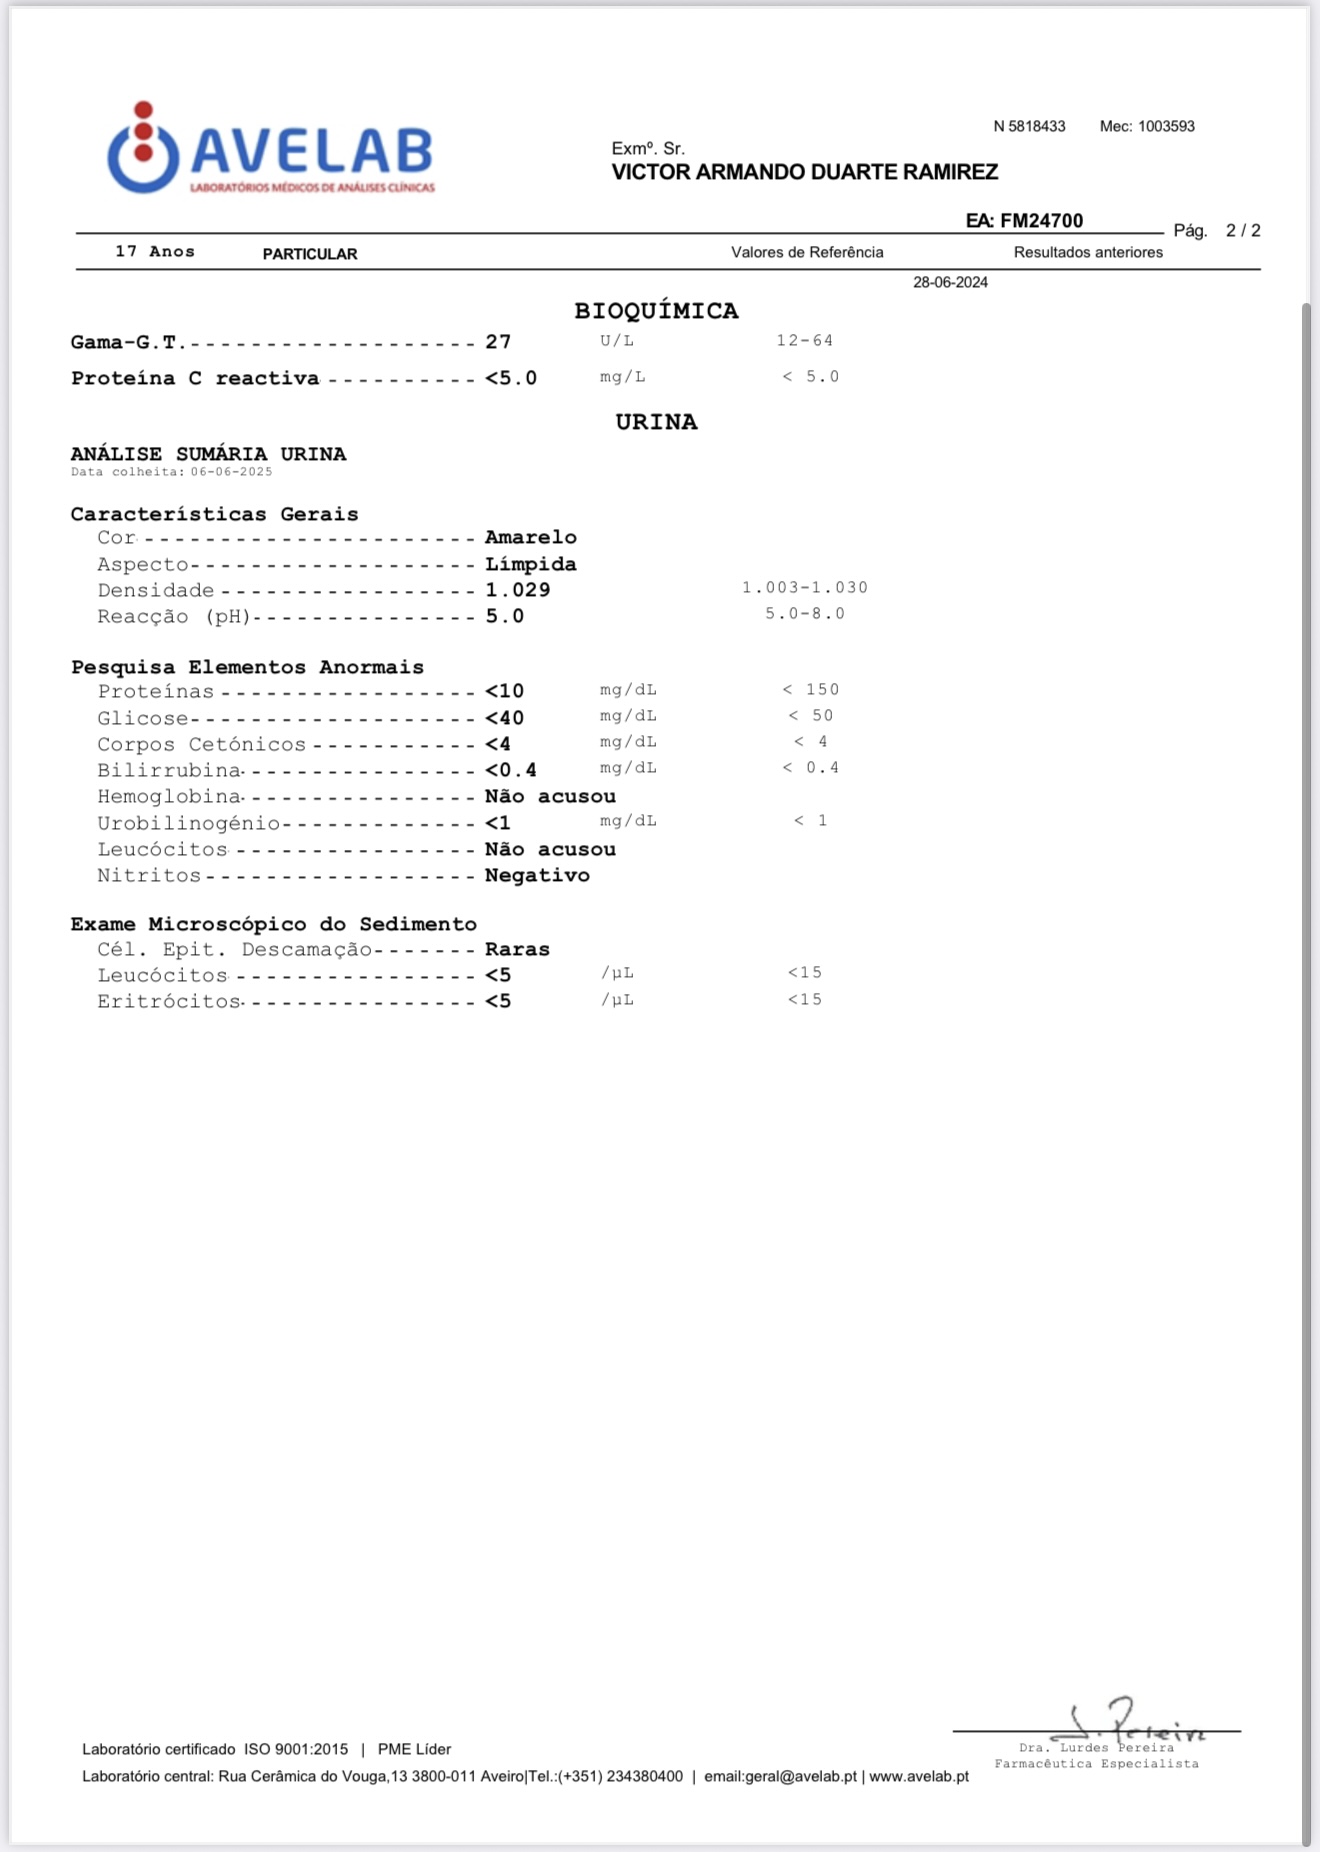 AVELAB
LABORATÓRIOS MÉDICOS DE ANÁLISES CLÍNICAS
N 5818433 Mec: 1003593
Exmº. Sr.
VICTOR ARMANDO DUARTE RAMIREZ
EA: FM24700
Pág. 2 / 2
17 Anos PARTICULAR Valores de Referência Resultados anteriores
28-06-2024
BIOQUÍMICA
Gama-G.T.------------------- 27 U/L 12-64
Proteína C reactiva ---------- <5.0 mg/L < 5.0
URINA
ANÁLISE SUMÁRIA URINA
Data colheita: 06-06-2025
Características Gerais
Cor ---------------------- Amarelo
Aspecto------------------- Límpida
Densidade ----------------- 1.029 1.003-1.030
Reacção (pH)--------------- 5.0 5.0-8.0
Pesquisa Elementos Anormais
Proteínas ----------------- <10 mg/dL < 150
Glicose------------------- <40 mg/dL < 50
Corpos Cetónicos ----------- <4 mg/dL < 4
Bilirrubina---------------- <0.4 mg/dL < 0.4
Hemoglobina---------------- Não acusou
Urobilinogénio------------- <1 mg/dL < 1
Leucócitos ---------------- Não acusou
Nitritos------------------ Negativo
Exame Microscópico do Sedimento
Cél. Epit. Descamação------- Raras
Leucócitos ---------------- <5 /µL <15
Eritrócitos---------------- <5 /µL <15
J. Pereira
Dra. Lurdes Pereira
Farmacêutica Especialista
Laboratório certificado ISO 9001:2015 | PME Líder
Laboratório central: Rua Cerâmica do Vouga,13 3800-011 Aveiro|Tel.:(+351) 234380400 | email:geral@avelab.pt | www.avelab.pt